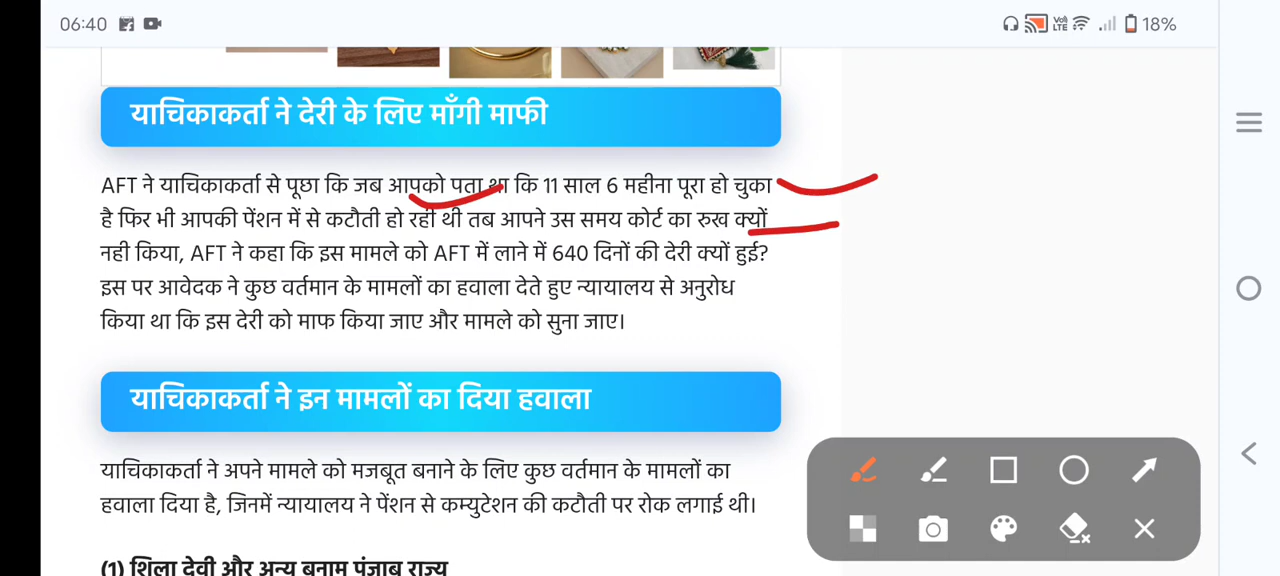 06:40
Vo)
LTE
18%
याचिकाकर्ता ने देरी के लिए माँगी माफी
AFT ने याचिकाकर्ता से पूछा कि जब आपको पता था कि 11 साल 6 महीना पूरा हो चुका
है फिर भी आपकी पेंशन में से कटौती हो रही थी तब आपने उस समय कोर्ट का रुख क्यों
नही किया, AFT ने कहा कि इस मामले को AFT में लाने में 640 दिनों की देरी क्यों हुई?
इस पर आवेदक ने कुछ वर्तमान के मामलों का हवाला देते हुए न्यायालय से अनुरोध
किया था कि इस देरी को माफ किया जाए और मामले को सुना जाए।
याचिकाकर्ता ने इन मामलों का दिया हवाला
याचिकाकर्ता ने अपने मामले को मजबूत बनाने के लिए कुछ वर्तमान के मामलों का
हवाला दिया है, जिनमें न्यायालय ने पेंशन से कम्युटेशन की कटौती पर रोक लगाई थी।
(1) शिला देवी और अन्य बनाम पंजाब राज्य